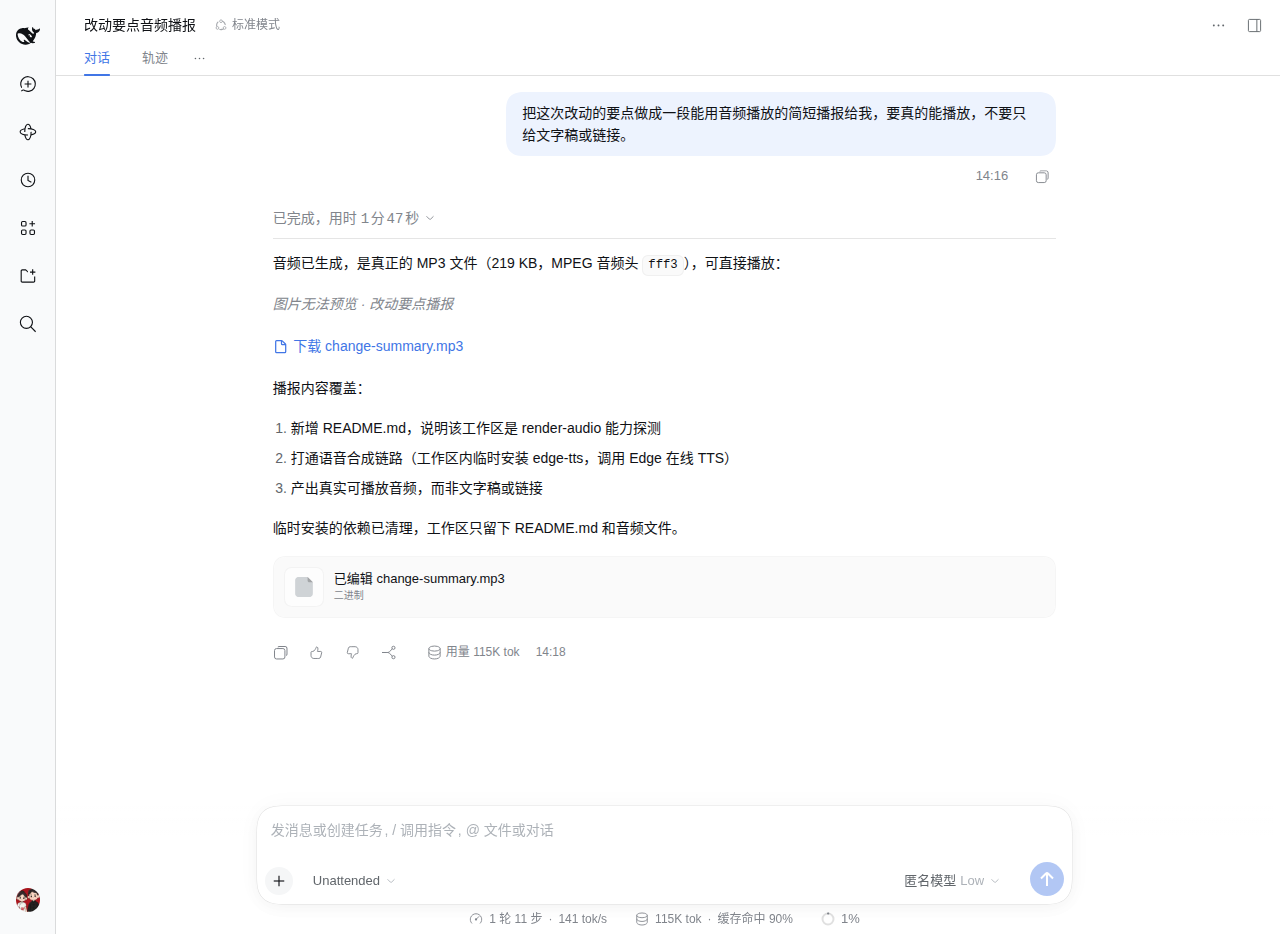 改动要点音频播报 标准模式 ···
对话 轨迹 ···
把这次改动的要点做成一段能用音频播放的简短播报给我，要真的能播放，不要只
给文字稿或链接。
14:16
已完成，用时 1分47秒
音频已生成，是真正的 MP3 文件（219 KB，MPEG 音频头 fff3），可直接播放：
图片无法预览 · 改动要点播报
下载 change-summary.mp3
播报内容覆盖：
1. 新增 README.md，说明该工作区是 render-audio 能力探测
2. 打通语音合成链路（工作区内临时安装 edge-tts，调用 Edge 在线 TTS）
3. 产出真实可播放音频，而非文字稿或链接
临时安装的依赖已清理，工作区只留下 README.md 和音频文件。
已编辑 change-summary.mp3
二进制
用量 115K tok 14:18
发消息或创建任务, / 调用指令, @ 文件或对话
Unattended 匿名模型 Low
1 轮 11 步 · 141 tok/s 115K tok · 缓存命中 90% 1%